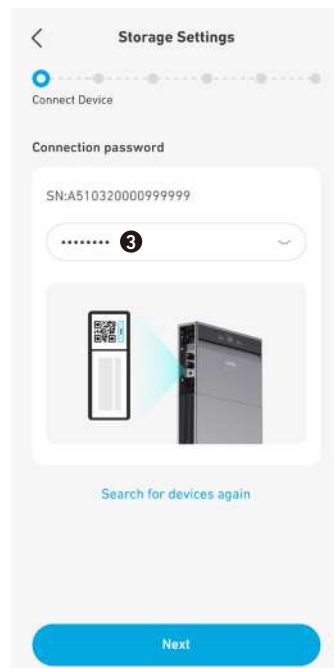 Storage Settings
Connect Device
Connection password
SN:A510320000999999
•••••••• 3
Search for devices again
Next